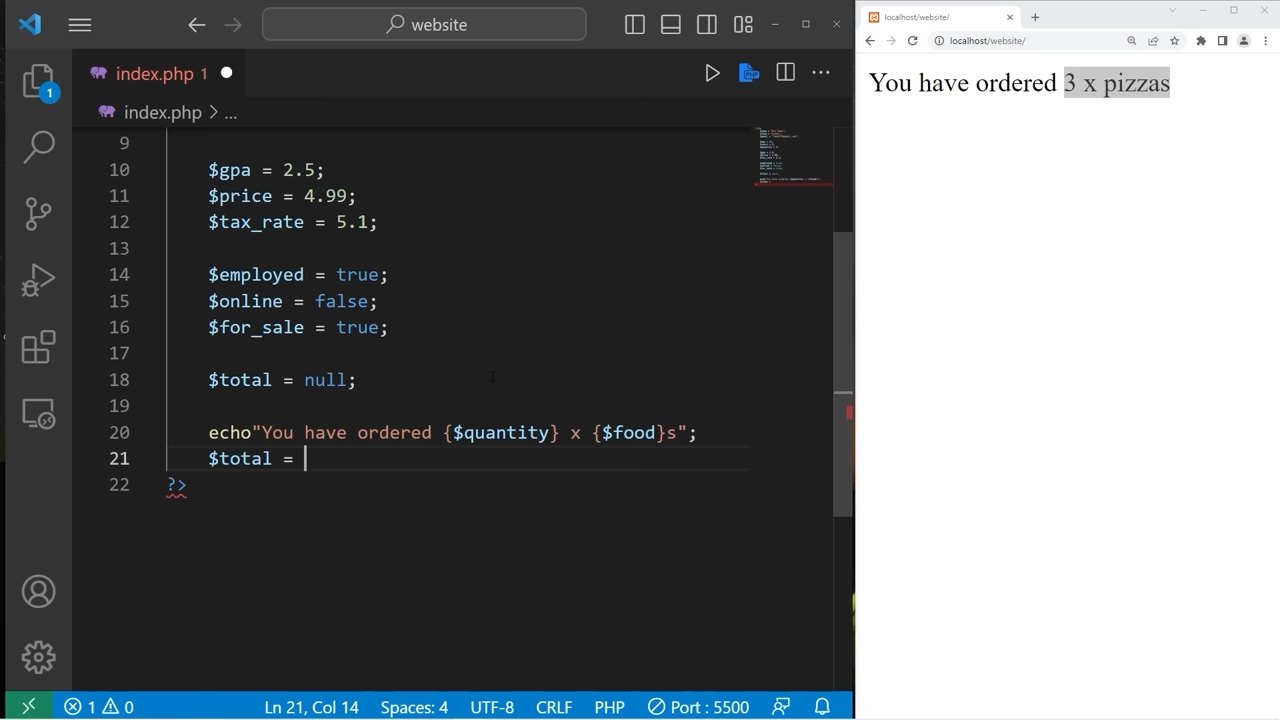 website
index.php 1
index.php > ...
1
9
10 $gpa = 2.5;
11 $price = 4.99;
12 $tax_rate = 5.1;
13
14 $employed = true;
15 $online = false;
16 $for_sale = true;
17
18 $total = null;
19
20 echo"You have ordered {$quantity} x {$food}s";
21 $total =
22 ?>
1 0
Ln 21, Col 14
Spaces: 4
UTF-8
CRLF
PHP
Port : 5500
localhost/website/
localhost/website/
You have ordered 3 x pizzas